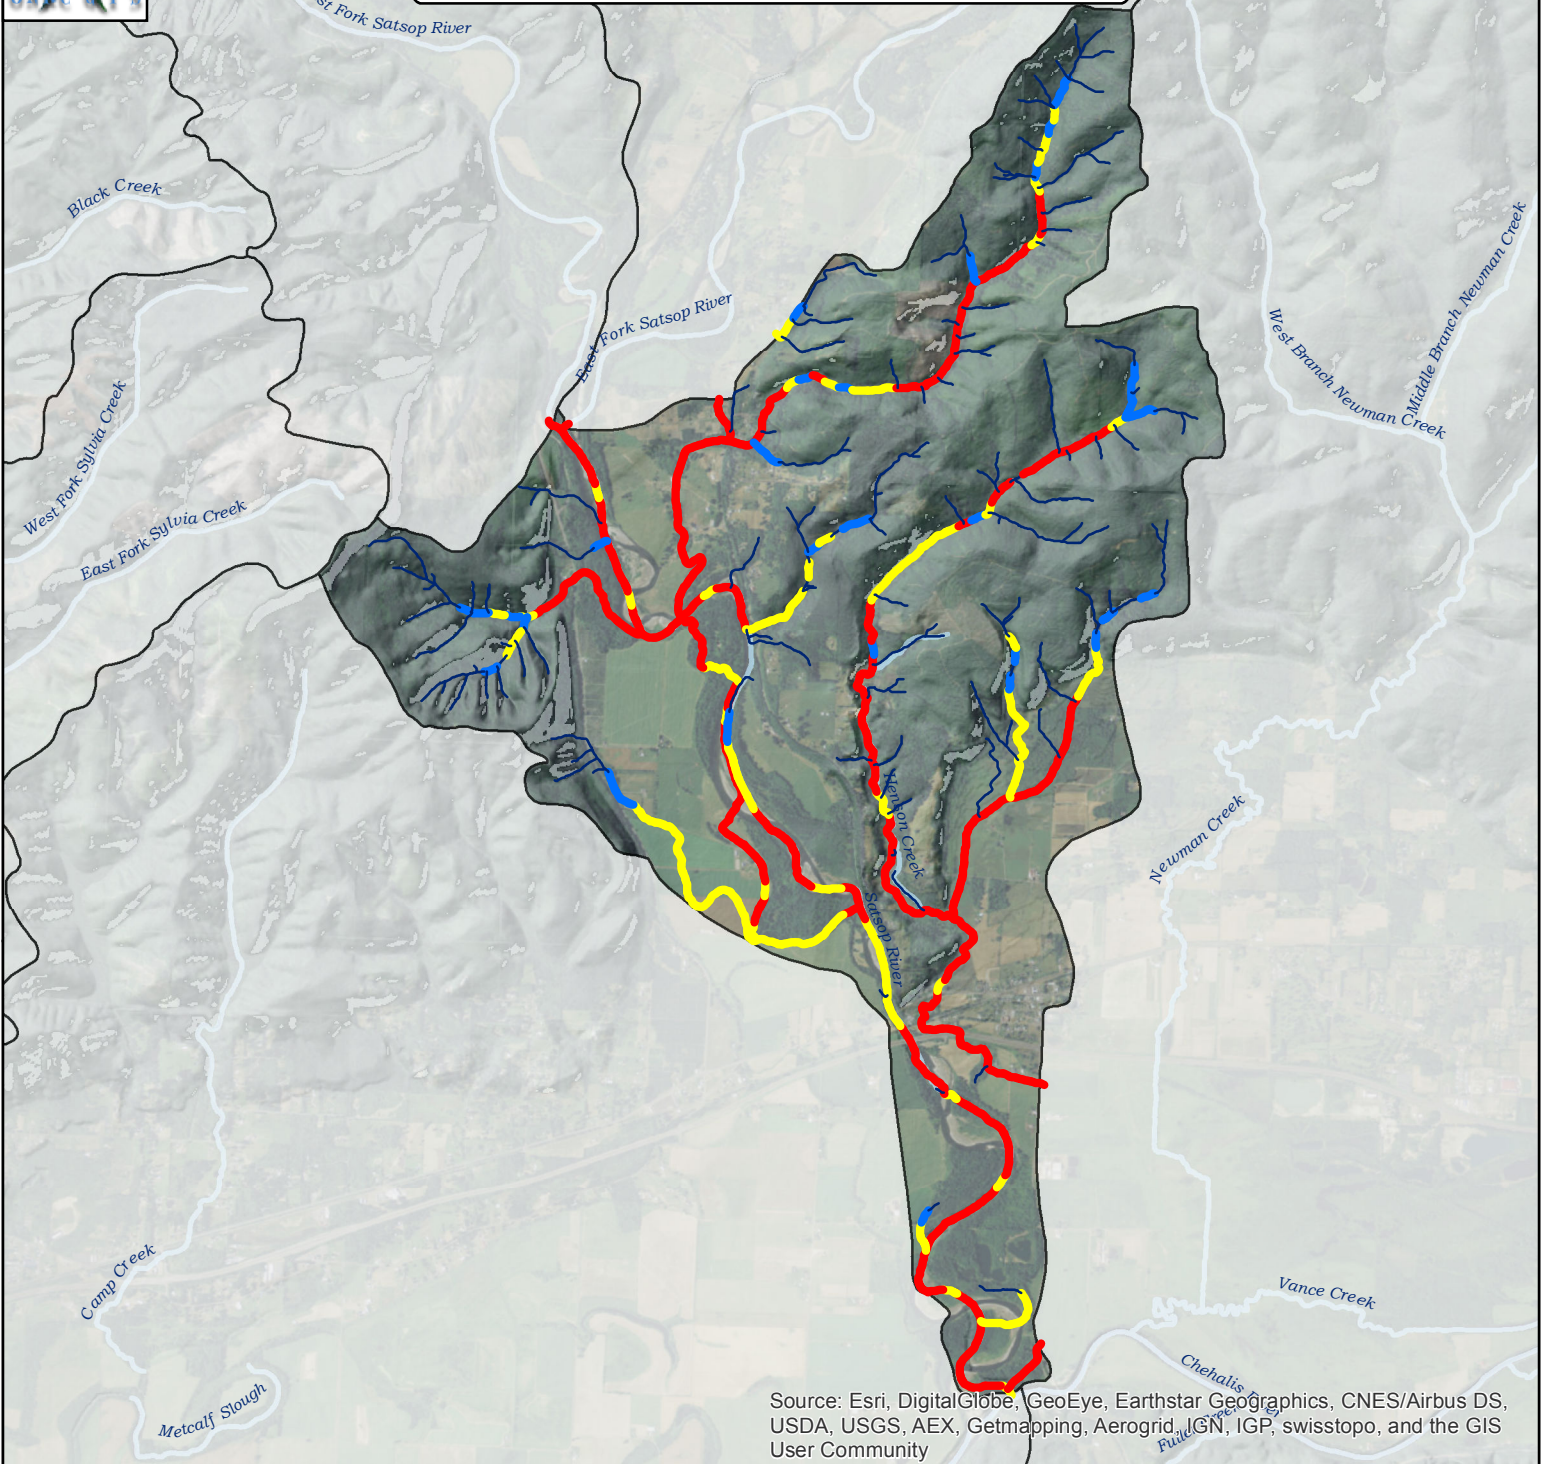 st Fork Satsop River
Black Creek
East Fork Satsop River
West Fork Sylvia Creek
East Fork Sylvia Creek
West Branch Newman Creek
Middle Branch Newman Creek
Henson Creek
Newman Creek
Satsop River
Camp Creek
Vance Creek
Metcalf Slough
Chehalis River
Source: Esri, DigitalGlobe, GeoEye, Earthstar Geographics, CNES/Airbus DS,
USDA, USGS, AEX, Getmapping, Aerogrid, IGN, IGP, swisstopo, and the GIS
User Community